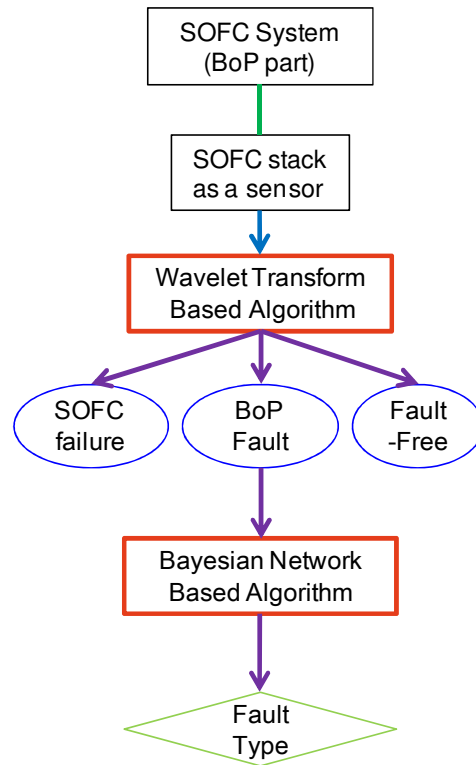 SOFC System
(BoP part)
SOFC stack
as a sensor
Wavelet Transform
Based Algorithm
SOFC
failure
BoP
Fault
Fault
-Free
Bayesian Network
Based Algorithm
Fault
Type